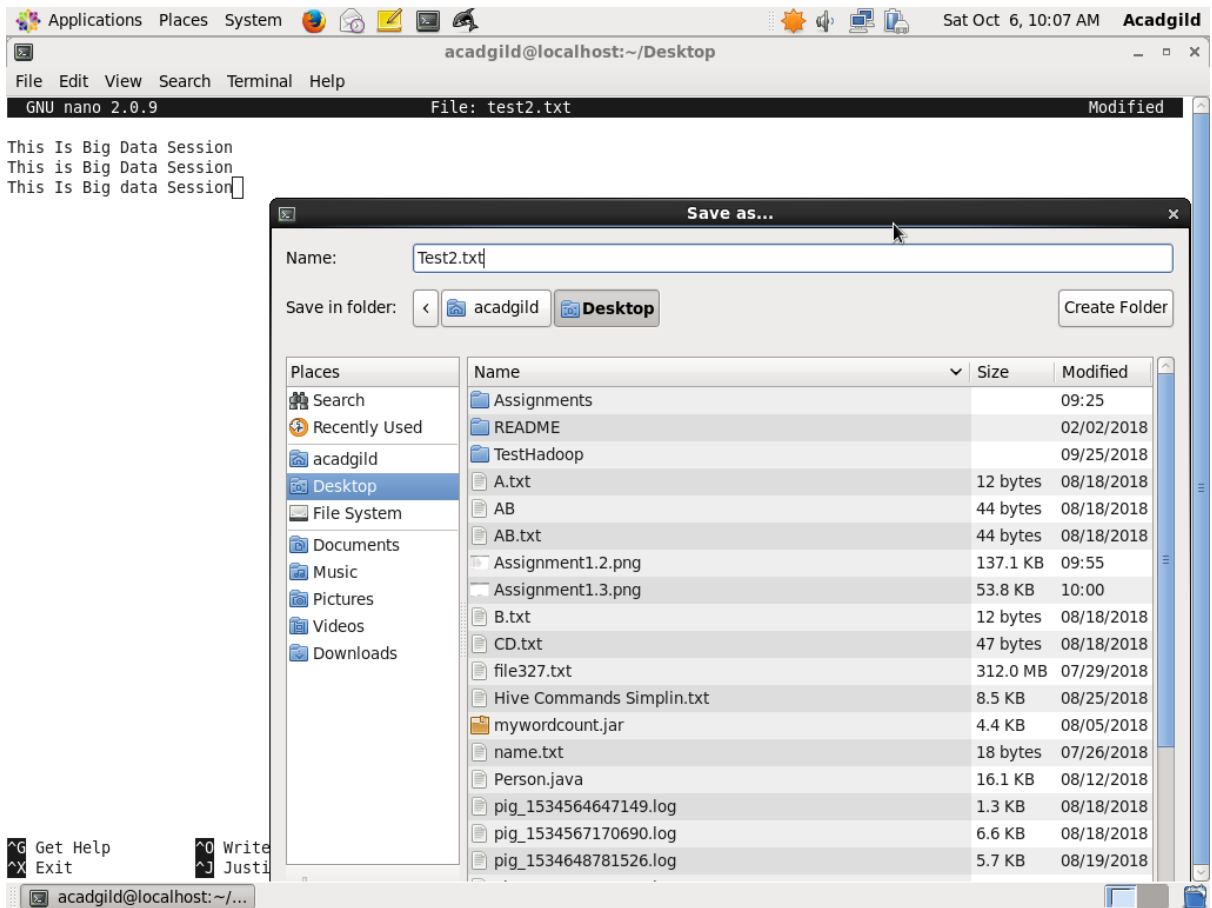 Applications Places System Sat Oct 6, 10:07 AM Acadgild
acadgild@localhost:~/Desktop
File Edit View Search Terminal Help
GNU nano 2.0.9 File: test2.txt Modified
This Is Big Data Session
This is Big Data Session
This Is Big data Session
Save as...
Name: Test2.txt
Save in folder: < acadgild Desktop Create Folder
Places Name Size Modified
Search Assignments 09:25
Recently Used README 02/02/2018
acadgild TestHadoop 09/25/2018
Desktop A.txt 12 bytes 08/18/2018
File System AB 44 bytes 08/18/2018
AB.txt 44 bytes 08/18/2018
Documents Assignment1.2.png 137.1 KB 09:55
Music Assignment1.3.png 53.8 KB 10:00
Pictures B.txt 12 bytes 08/18/2018
Videos CD.txt 47 bytes 08/18/2018
Downloads file327.txt 312.0 MB 07/29/2018
Hive Commands Simplin.txt 8.5 KB 08/25/2018
mywordcount.jar 4.4 KB 08/05/2018
name.txt 18 bytes 07/26/2018
Person.java 16.1 KB 08/12/2018
pig_1534564647149.log 1.3 KB 08/18/2018
pig_1534567170690.log 6.6 KB 08/18/2018
pig_1534648781526.log 5.7 KB 08/19/2018
^G Get Help ^O Write
^X Exit ^J Justi
acadgild@localhost:~/...